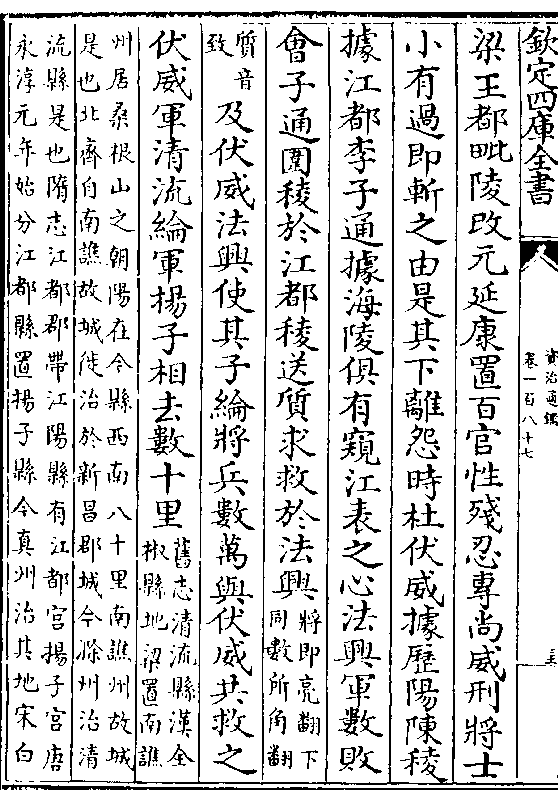 欽定四庫全書
資治通鑑
卷一百八十七
梁王都毗陵改元延康置百官性殘忍專尚威刑將士
小有過即斬之由是其下離怨時杜伏威據歷陽陳稜
據江都李子通據海陵俱有窺江表之心法興軍數敗
會子通圍稜於江都稜送質求救於法興將即亮翻下同數所角翻
質音致及伏威法興使其子綸將兵數萬與伏威共救之
伏威軍清流綸軍楊子相去數十里舊志清流縣漢全椒縣地梁置南譙
州居桑根山之朝陽在今縣西南八十里南譙州故城
是也北齊自南譙故城徙治於新昌郡城今滁州治清
流縣是也隋志江都郡帶江陽縣有江都宮揚子宮唐
永淳元年始分江都縣置揚子縣今真州治其地宋白